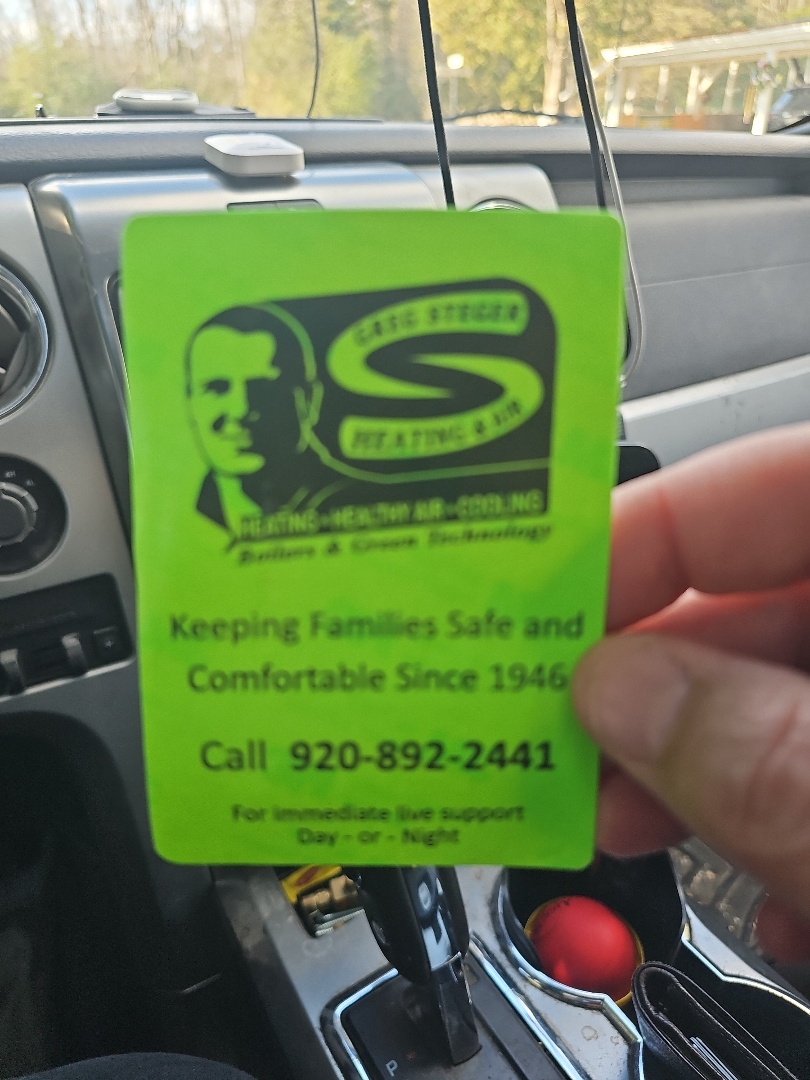 GREG STEGER
HEATING & AIR
HEATING • HEALTHY AIR • COOLING
Boilers & Green Technology
Keeping Families Safe and
Comfortable Since 1946
Call 920-892-2441
For immediate live support
Day - or - Night
P